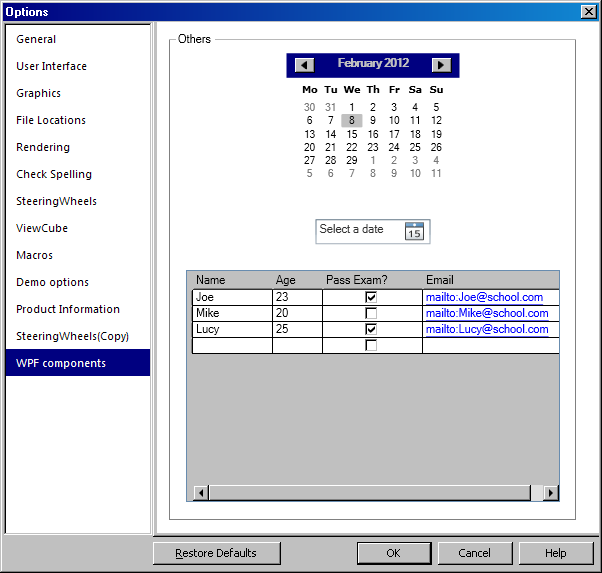 Options
General
User Interface
Graphics
File Locations
Rendering
Check Spelling
SteeringWheels
ViewCube
Macros
Demo options
Product Information
SteeringWheels(Copy)
WPF components
Others
February 2012
Mo Tu We Th Fr Sa Su
30 31 1 2 3 4 5
6 7 8 9 10 11 12
13 14 15 16 17 18 19
20 21 22 23 24 25 26
27 28 29 1 2 3 4
5 6 7 8 9 10 11
Select a date 15
Name Age Pass Exam? Email
Joe 23 mailto:Joe@school.com
Mike 20 mailto:Mike@school.com
Lucy 25 mailto:Lucy@school.com
Restore Defaults OK Cancel Help